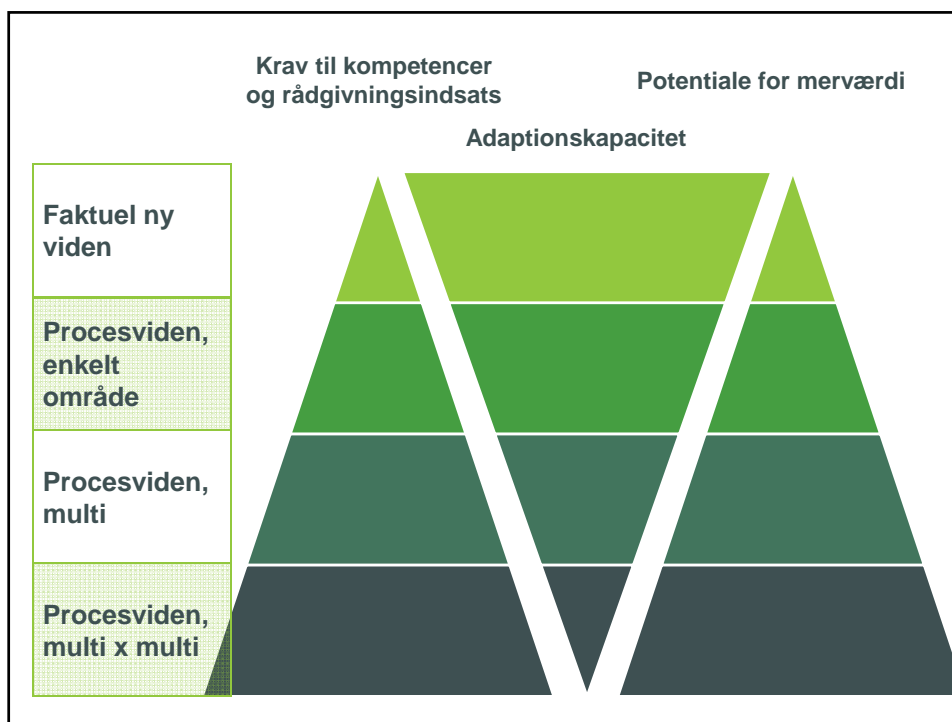 Krav til kompetencer
og rådgivningsindsats
Potentiale for merværdi
Adaptionskapacitet
Faktuel ny
viden
Procesviden,
enkelt
område
Procesviden,
multi
Procesviden,
multi x multi